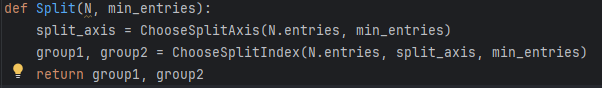 def Split(N, min_entries):
    split_axis = ChooseSplitAxis(N.entries, min_entries)
    group1, group2 = ChooseSplitIndex(N.entries, split_axis, min_entries)
    return group1, group2